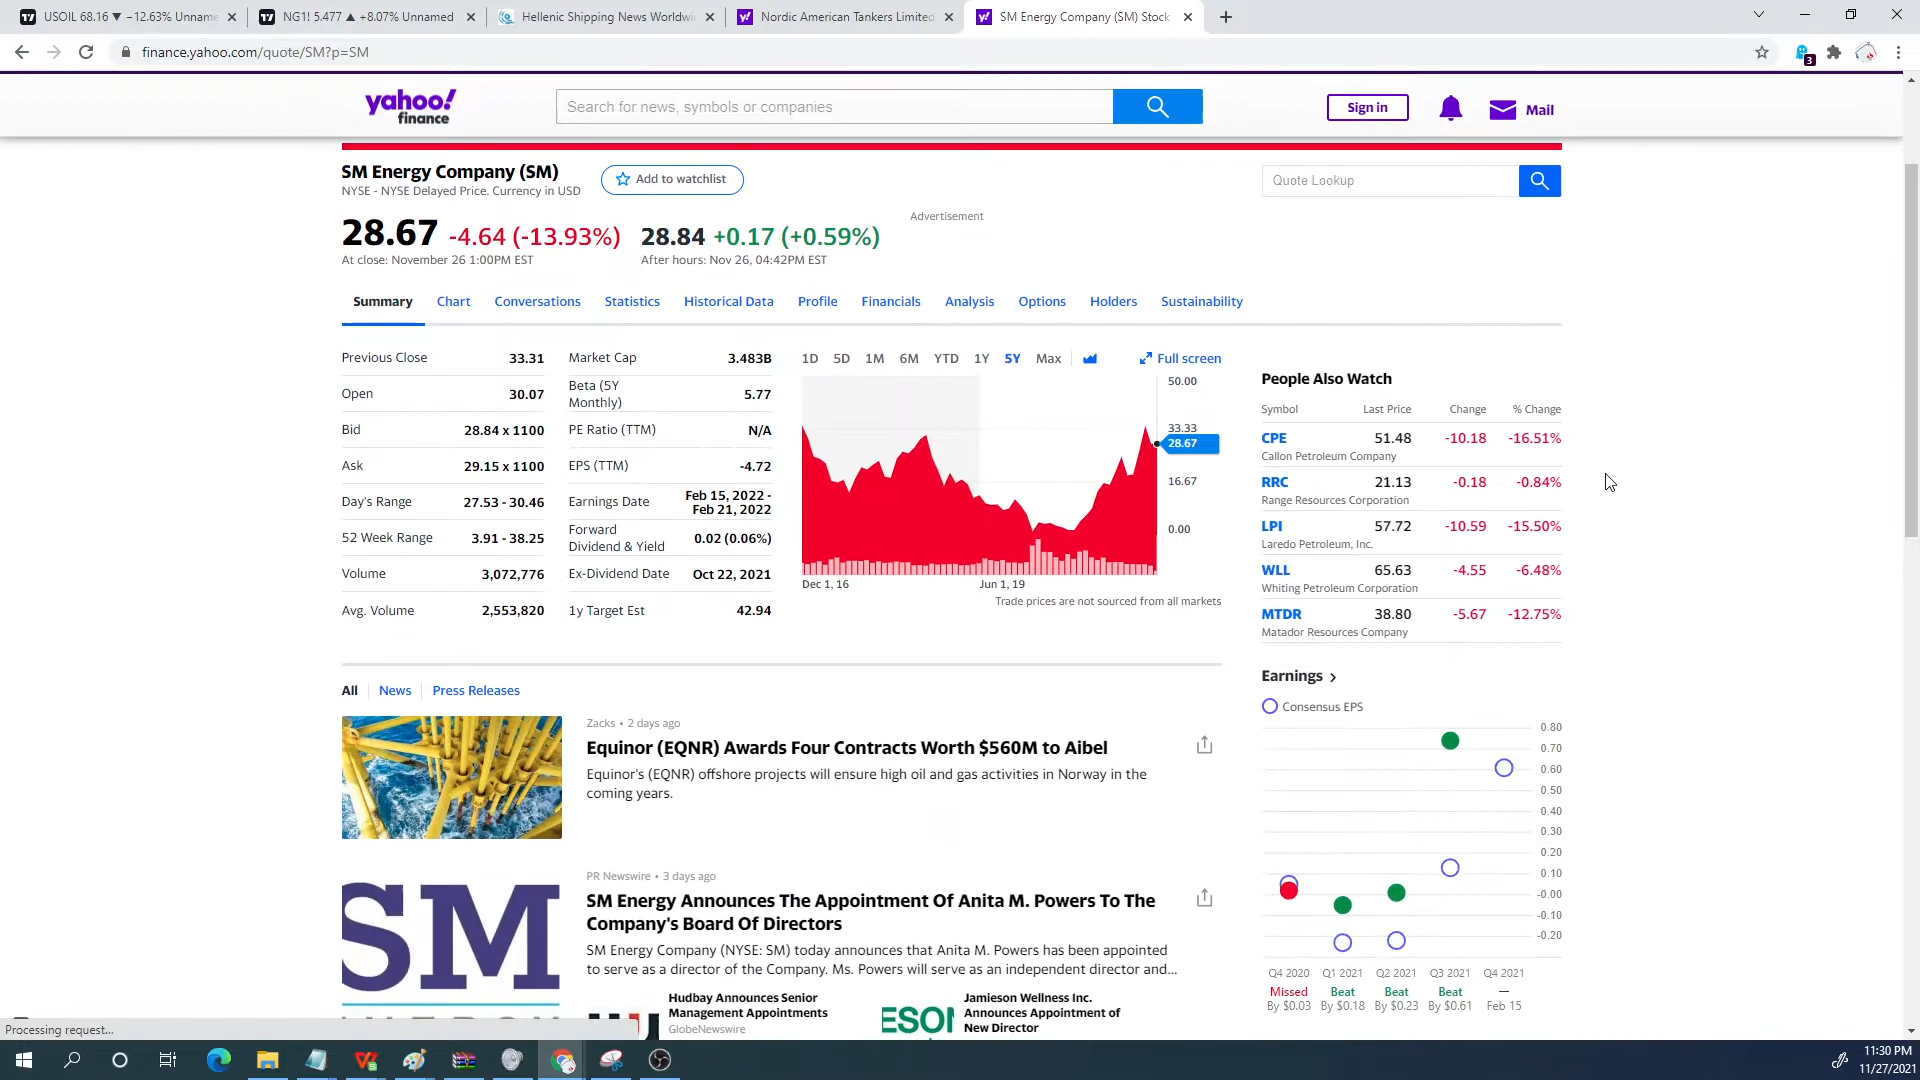 USOIL 68.16 ▼ −12.63% Unname
NG1! 5.477 ▲ +8.07% Unnamed
Hellenic Shipping News Worldwi
Nordic American Tankers Limited
SM Energy Company (SM) Stock
finance.yahoo.com/quote/SM?p=SM
3
yahoo!
finance
Search for news, symbols or companies
Sign in
Mail
SM Energy Company (SM)
NYSE - NYSE Delayed Price. Currency in USD
Add to watchlist
Quote Lookup
28.67 -4.64 (-13.93%)
At close: November 26 1:00PM EST
28.84 +0.17 (+0.59%)
After hours: Nov 26, 04:42PM EST
Advertisement
Summary Chart Conversations Statistics Historical Data Profile Financials Analysis Options Holders Sustainability
Previous Close 33.31
Open 30.07
Bid 28.84 x 1100
Ask 29.15 x 1100
Day's Range 27.53 - 30.46
52 Week Range 3.91 - 38.25
Volume 3,072,776
Avg. Volume 2,553,820
Market Cap 3.483B
Beta (5Y
Monthly) 5.77
PE Ratio (TTM) N/A
EPS (TTM) -4.72
Earnings Date Feb 15, 2022 -
Feb 21, 2022
Forward
Dividend & Yield 0.02 (0.06%)
Ex-Dividend Date Oct 22, 2021
1y Target Est 42.94
1D 5D 1M 6M YTD 1Y 5Y Max Full screen
50.00
33.33
28.67
16.67
0.00
Dec 1, 16 Jun 1, 19
Trade prices are not sourced from all markets
People Also Watch
Symbol Last Price Change % Change
CPE 51.48 -10.18 -16.51%
Callon Petroleum Company
RRC 21.13 -0.18 -0.84%
Range Resources Corporation
LPI 57.72 -10.59 -15.50%
Laredo Petroleum, Inc.
WLL 65.63 -4.55 -6.48%
Whiting Petroleum Corporation
MTDR 38.80 -5.67 -12.75%
Matador Resources Company
All News Press Releases
Zacks • 2 days ago
Equinor (EQNR) Awards Four Contracts Worth $560M to Aibel
Equinor's (EQNR) offshore projects will ensure high oil and gas activities in Norway in the
coming years.
SM
PR Newswire • 3 days ago
SM Energy Announces The Appointment Of Anita M. Powers To The
Company's Board Of Directors
SM Energy Company (NYSE: SM) today announces that Anita M. Powers has been appointed
to serve as a director of the Company. Ms. Powers will serve as an independent director and...
Hudbay Announces Senior
Management Appointments
GlobeNewswire
Jamieson Wellness Inc.
Announces Appointment of
New Director
Earnings
Consensus EPS
0.80
0.70
0.60
0.50
0.40
0.30
0.20
0.10
-0.00
-0.10
-0.20
Q4 2020 Q1 2021 Q2 2021 Q3 2021 Q4 2021
Missed Beat Beat Beat —
By $0.03 By $0.18 By $0.23 By $0.61 Feb 15
Processing request...
11:30 PM
11/27/2021